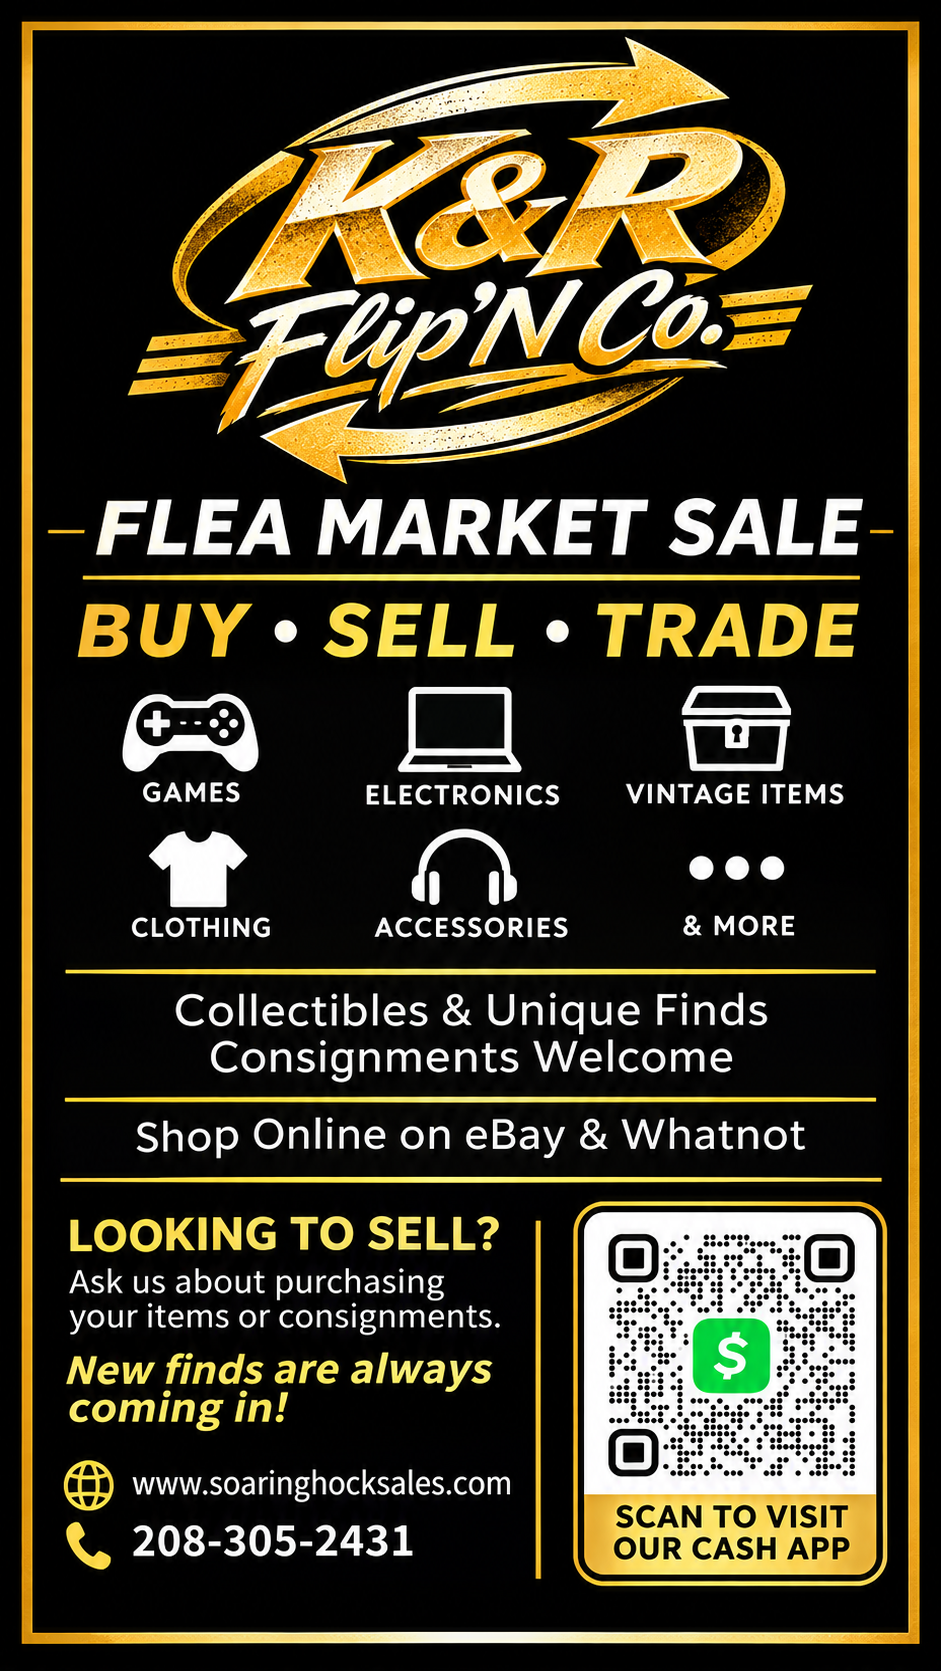 K&R
Flip'N Co.
FLEA MARKET SALE
BUY • SELL • TRADE
GAMES
ELECTRONICS
VINTAGE ITEMS
CLOTHING
ACCESSORIES
& MORE
Collectibles & Unique Finds
Consignments Welcome
Shop Online on eBay & Whatnot
LOOKING TO SELL?
Ask us about purchasing
your items or consignments.
New finds are always
coming in!
www.soaringhocksales.com
208-305-2431
$
SCAN TO VISIT
OUR CASH APP